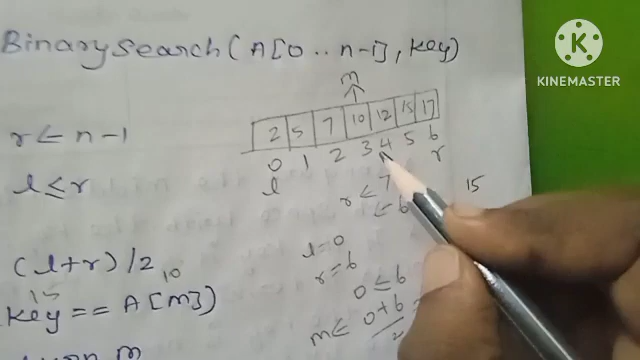 BinarySearch(A[0..n-1], key)
m
↑
2 5 7 10 12 15 17
0 1 2 3 4 5 6
l r
r ← n-1
l ≤ r
r ← 7
← 6
15
l=0
r=6
0 ≤ 6
(l+r)/2
m ← 0+6
2
10
15
key == A[m])
m
K
KINEMASTER